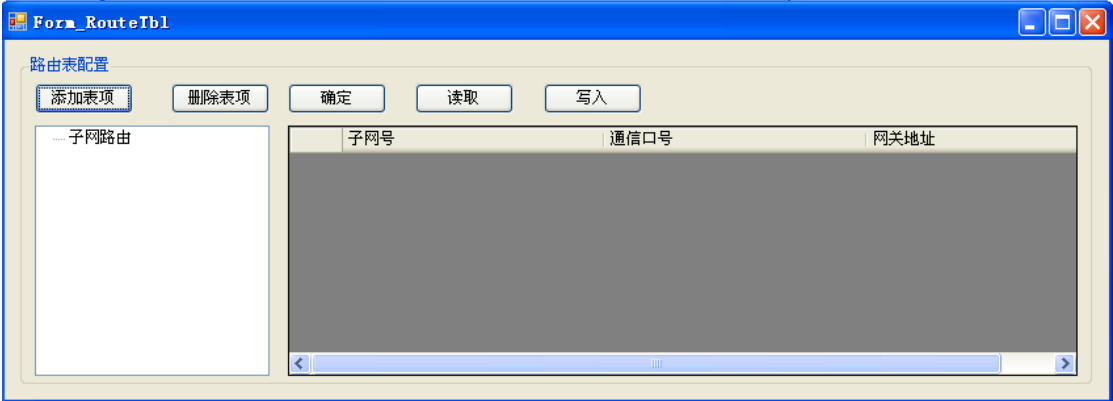 Form_RouteTbl
路由表配置
添加表项 删除表项 确定 读取 写入
子网路由 子网号 通信口号 网关地址